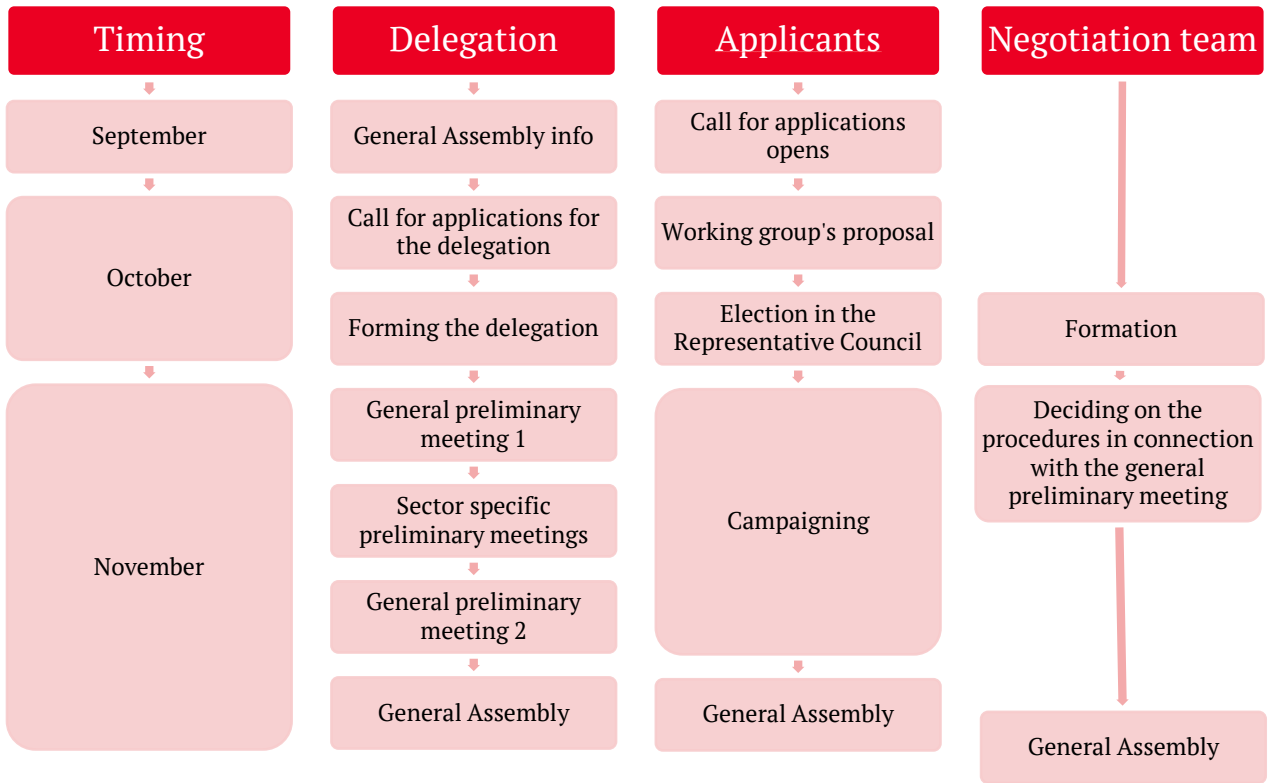 Timing
September
October
November
Delegation
General Assembly info
Call for applications for
the delegation
Forming the delegation
General preliminary
meeting 1
Sector specific
preliminary meetings
General preliminary
meeting 2
General Assembly
Applicants
Call for applications
opens
Working group's proposal
Election in the
Representative Council
Campaigning
General Assembly
Negotiation team
Formation
Deciding on the
procedures in connection
with the general
preliminary meeting
General Assembly